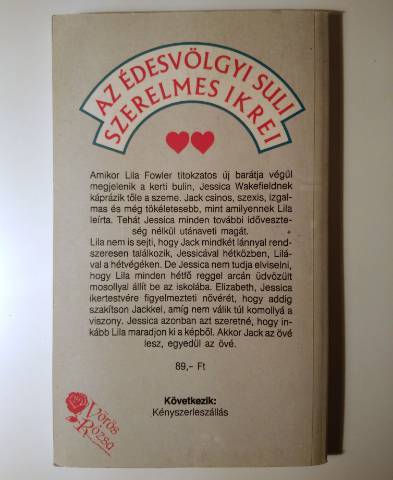 AZ ÉDESVÖLGYI SULI
SZERELMES IKREI
Amikor Lila Fowler titokzatos új barátja végül
megjelenik a kerti bulin, Jessica Wakefieldnek
káprázik tőle a szeme. Jack csinos, szexis, izgal-
mas és még tökéletesebb, mint amilyennek Lila
leírta. Tehát Jessica minden további időveszte-
ség nélkül utánaveti magát.
Lila nem is sejti, hogy Jack mindkét lánnyal rend-
szeresen találkozik, Jessicával hétközben, Lilá-
val a hétvégéken. De Jessica nem tudja elviselni,
hogy Lila minden hétfő reggel arcán üdvözült
mosollyal állít be az iskolába. Elizabeth, Jessica
ikertestvére figyelmezteti nővérét, hogy addig
szakítson Jackkel, amíg nem válik túl komollyá a
viszony. Jessica azonban azt szeretné, hogy in-
kább Lila maradjon ki a képből. Akkor Jack az övé
lesz, egyedül az övé.
89,– Ft
Következik:
Kényszerleszállás
Vörös
Rózsa